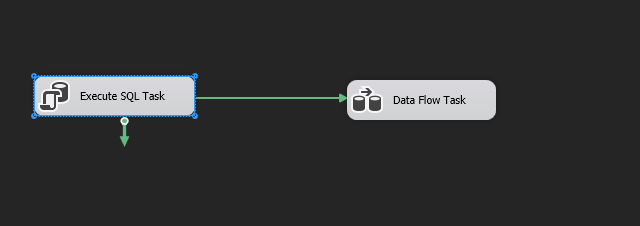 Execute SQL Task
Data Flow Task